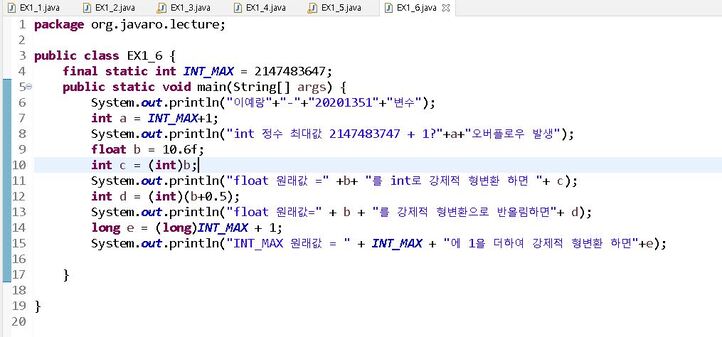 EX1_1.java EX1_2.java EX1_3.java EX1_4.java EX1_5.java EX1_6.java
1 package org.javaro.lecture;
2
3 public class EX1_6 {
4 final static int INT_MAX = 2147483647;
5 public static void main(String[] args) {
6 System.out.println("이예랑"+"-"+"20201351"+"변수");
7 int a = INT_MAX+1;
8 System.out.println("int 정수 최대값 2147483747 + 1?"+a+"오버플로우 발생");
9 float b = 10.6f;
10 int c = (int)b;
11 System.out.println("float 원래값 =" +b+ "를 int로 강제적 형변환 하면 "+ c);
12 int d = (int)(b+0.5);
13 System.out.println("float 원래값=" + b + "를 강제적 형변환으로 반올림하면"+ d);
14 long e = (long)INT_MAX + 1;
15 System.out.println("INT_MAX 원래값 = " + INT_MAX + "에 1을 더하여 강제적 형변환 하면"+e);
16
17 }
18
19 }
20